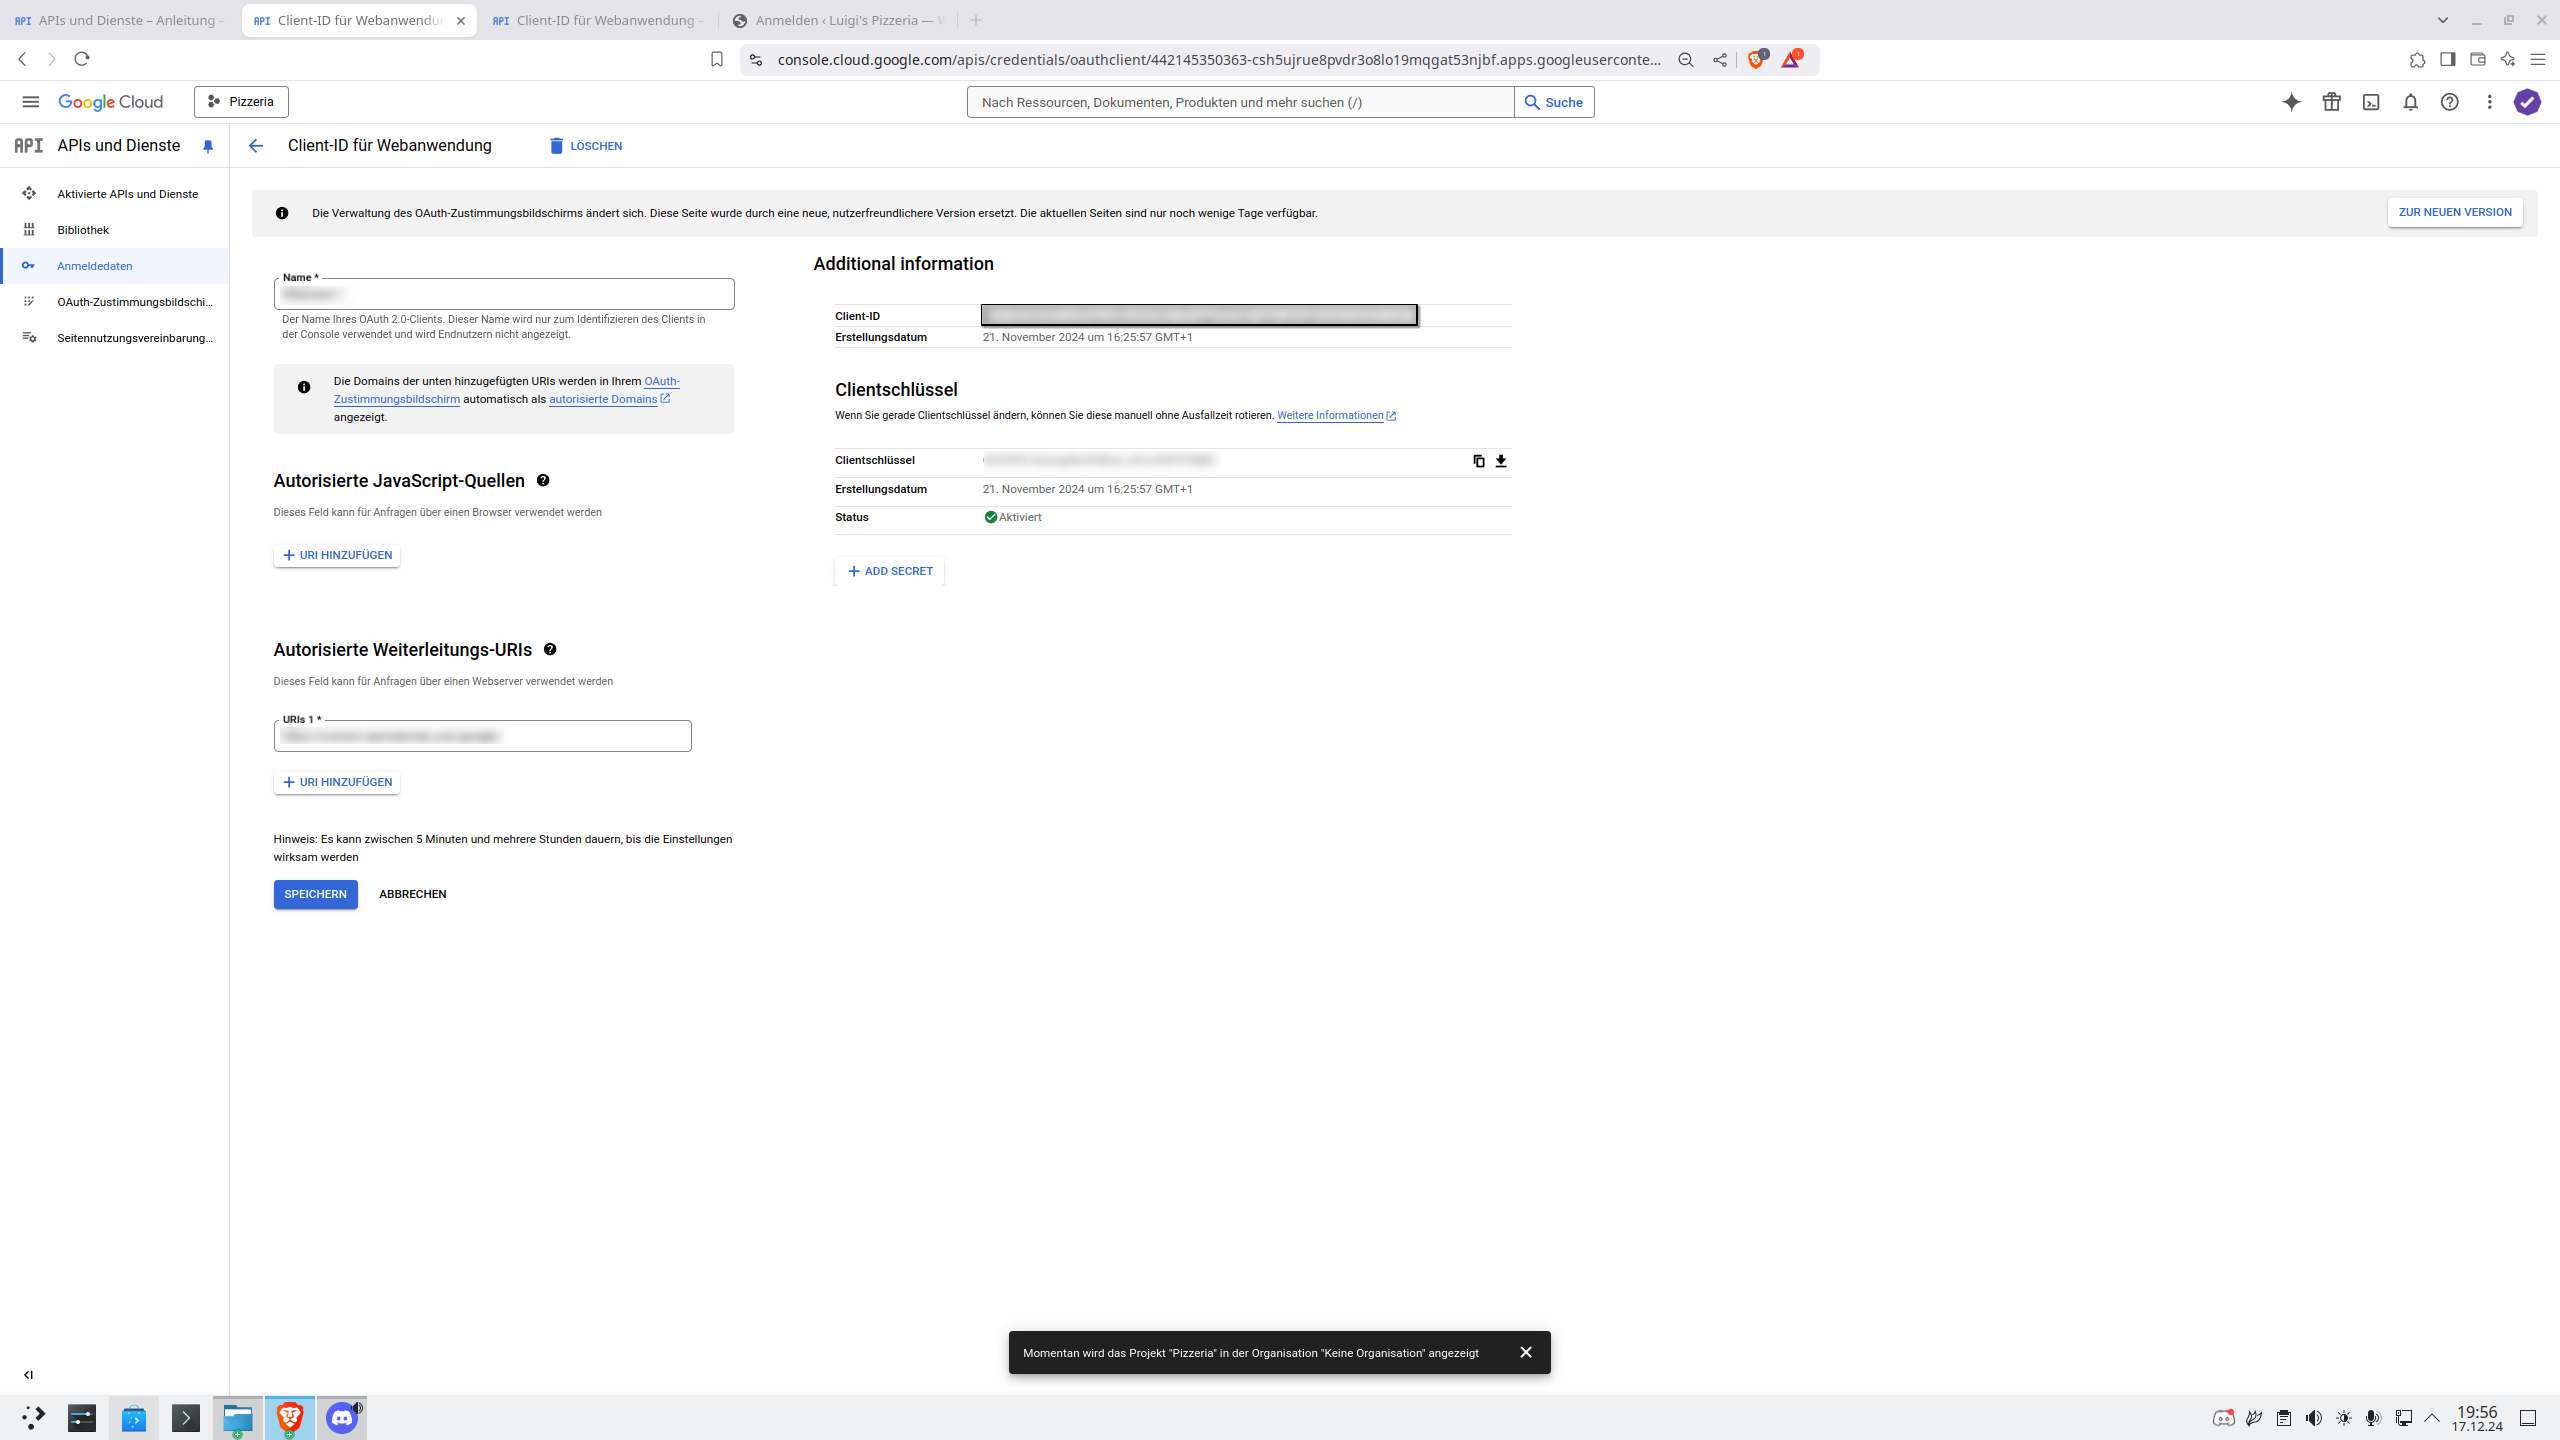 APIs und Dienste – Anleitung –
Client-ID für Webanwendu
Client-ID für Webanwendung –
Anmelden ‹ Luigi's Pizzeria —
console.cloud.google.com/apis/credentials/oauthclient/442145350363-csh5ujrue8pvdr3o8lo19mqgat53njbf.apps.googleuserconte...
1
1
Google Cloud
Pizzeria
Nach Ressourcen, Dokumenten, Produkten und mehr suchen (/)
Suche
API
APIs und Dienste
Client-ID für Webanwendung
LÖSCHEN
Aktivierte APIs und Dienste
Bibliothek
Anmeldedaten
OAuth-Zustimmungsbildschi...
Seitennutzungsvereinbarung...
Die Verwaltung des OAuth-Zustimmungsbildschirms ändert sich. Diese Seite wurde durch eine neue, nutzerfreundlichere Version ersetzt. Die aktuellen Seiten sind nur noch wenige Tage verfügbar.
ZUR NEUEN VERSION
Name *
Der Name Ihres OAuth 2.0-Clients. Dieser Name wird nur zum Identifizieren des Clients in
der Console verwendet und wird Endnutzern nicht angezeigt.
Die Domains der unten hinzugefügten URIs werden in Ihrem OAuth-
Zustimmungsbildschirm automatisch als autorisierte Domains
angezeigt.
Autorisierte JavaScript-Quellen
Dieses Feld kann für Anfragen über einen Browser verwendet werden
URI HINZUFÜGEN
Autorisierte Weiterleitungs-URIs
Dieses Feld kann für Anfragen über einen Webserver verwendet werden
URIs 1 *
URI HINZUFÜGEN
Hinweis: Es kann zwischen 5 Minuten und mehrere Stunden dauern, bis die Einstellungen
wirksam werden
SPEICHERN
ABBRECHEN
Additional information
Client-ID
Erstellungsdatum 21. November 2024 um 16:25:57 GMT+1
Clientschlüssel
Wenn Sie gerade Clientschlüssel ändern, können Sie diese manuell ohne Ausfallzeit rotieren. Weitere Informationen
Clientschlüssel
Erstellungsdatum 21. November 2024 um 16:25:57 GMT+1
Status Aktiviert
ADD SECRET
Momentan wird das Projekt "Pizzeria" in der Organisation "Keine Organisation" angezeigt
19:56
17.12.24